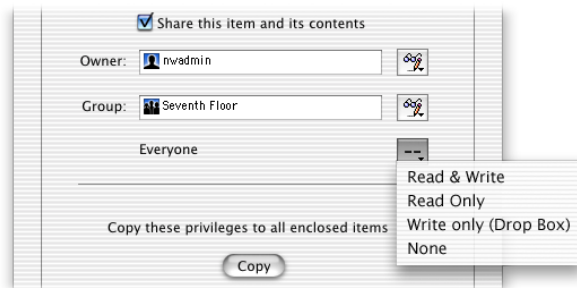 Share this item and its contents
Owner: nwadmin
Group: Seventh Floor
Everyone --
Read & Write
Read Only
Copy these privileges to all enclosed items Write only (Drop Box)
None
Copy